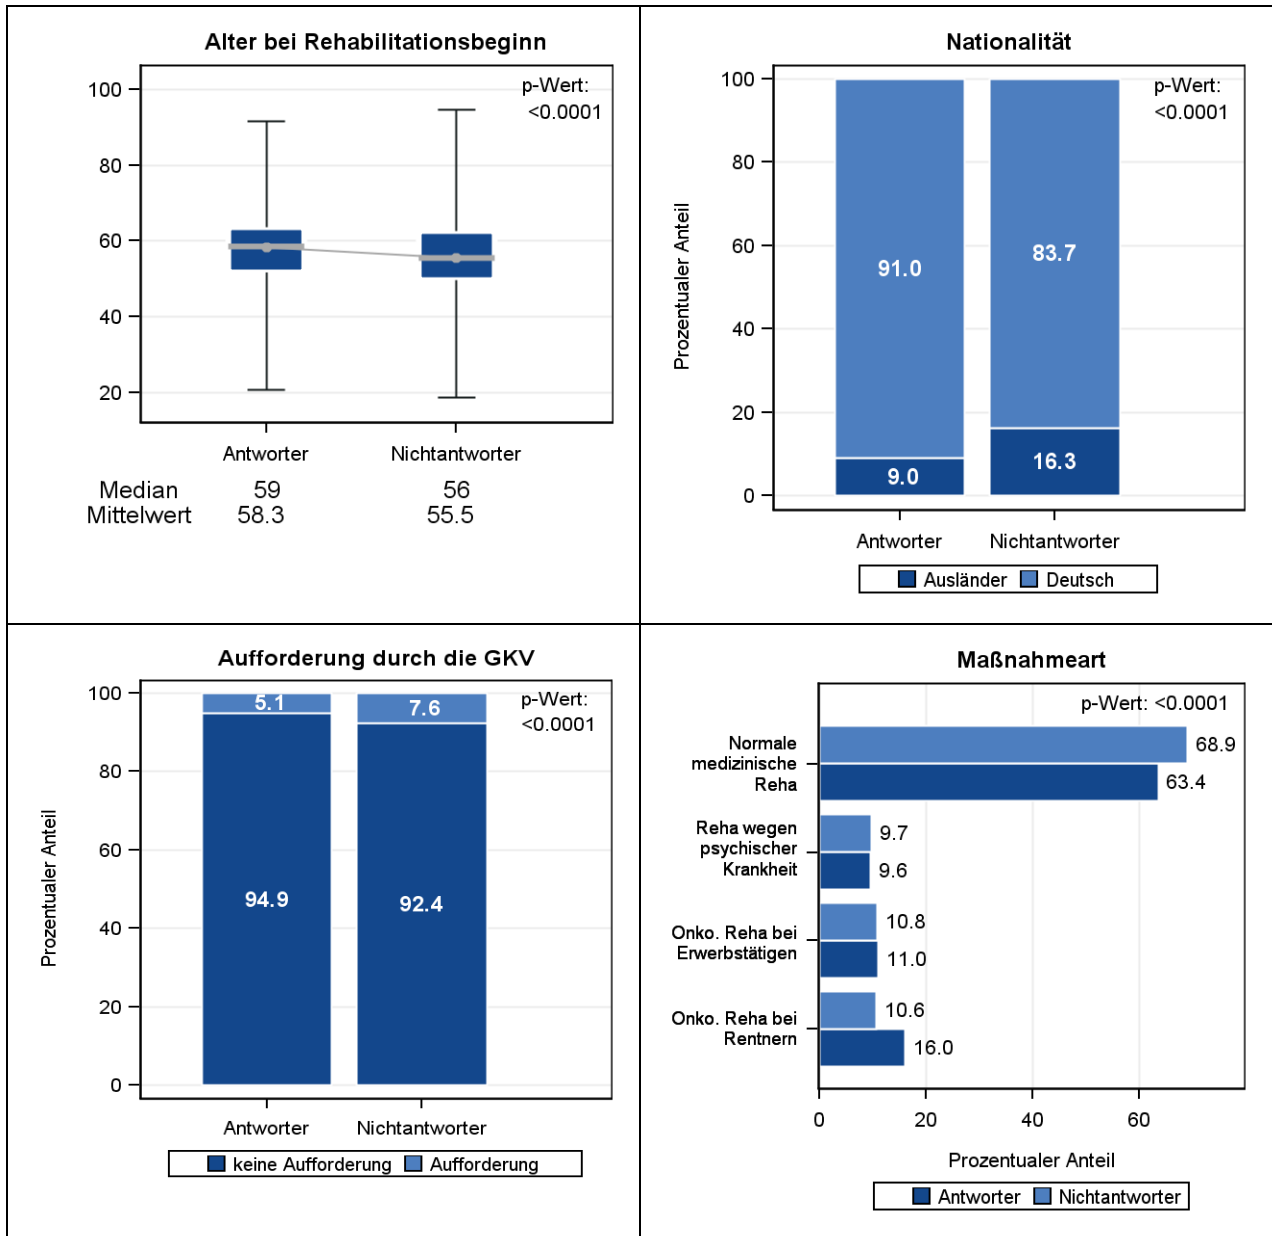 Alter bei Rehabilitationsbeginn
p-Wert:
<0.0001
100
80
60
40
20
Antworter Nichtantworter
Median 59 56
Mittelwert 58.3 55.5
Nationalität
p-Wert:
<0.0001
Prozentualer Anteil
100
80
60
40
20
0
91.0 83.7
9.0 16.3
Antworter Nichtantworter
Ausländer Deutsch
Aufforderung durch die GKV
p-Wert:
<0.0001
Prozentualer Anteil
100
80
60
40
20
0
5.1 7.6
94.9 92.4
Antworter Nichtantworter
keine Aufforderung Aufforderung
Maßnahmeart
p-Wert: <0.0001
Normale
medizinische
Reha
68.9
63.4
Reha wegen
psychischer
Krankheit
9.7
9.6
Onko. Reha bei
Erwerbstätigen
10.8
11.0
Onko. Reha bei
Rentnern
10.6
16.0
0 20 40 60
Prozentualer Anteil
Antworter Nichtantworter